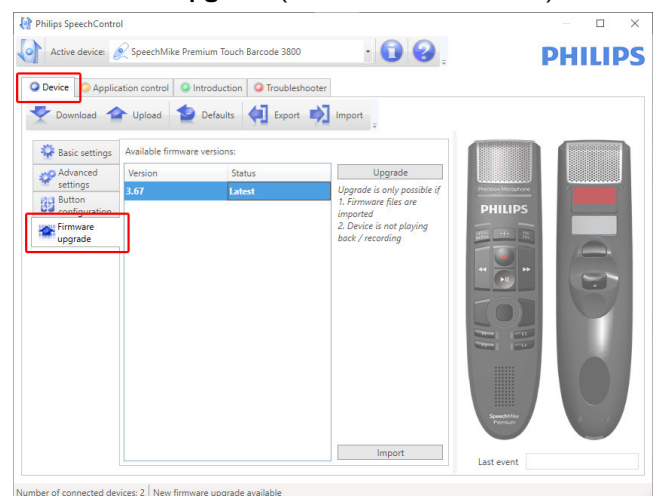 Philips SpeechControl
Active device: SpeechMike Premium Touch Barcode 3800
PHILIPS
Device Application control Introduction Troubleshooter
Download Upload Defaults Export Import
Basic settings
Advanced
settings
Button
configuration
Firmware
upgrade
Available firmware versions:
Version Status
3.67 Latest
Upgrade
Upgrade is only possible if
1. Firmware files are
imported
2. Device is not playing
back / recording
Import
Precision Microphone
PHILIPS
SpeechMike
Premium
Last event
Number of connected devices: 2 New firmware upgrade available